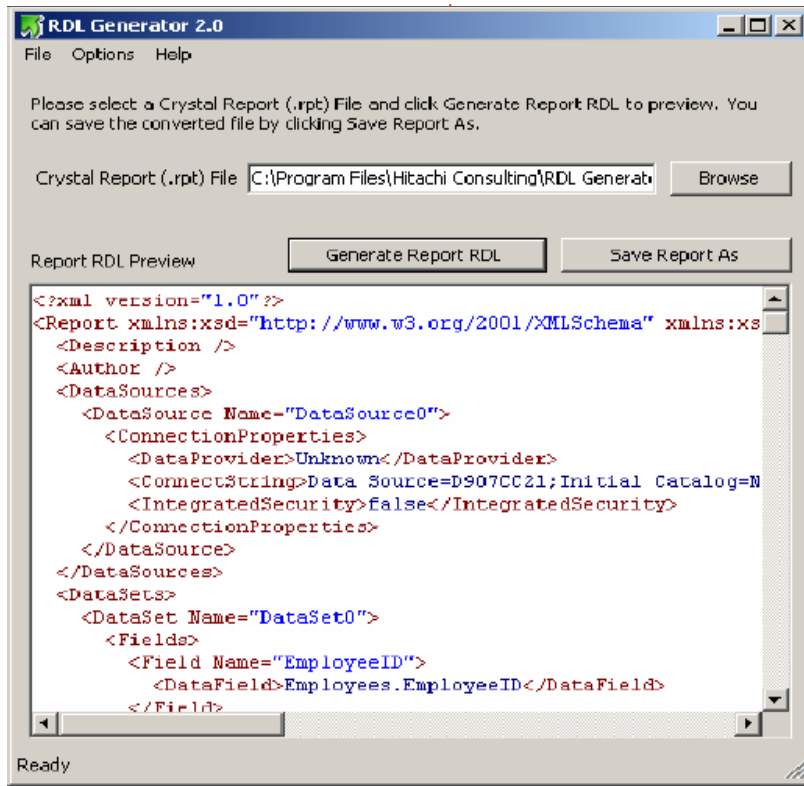 RDL Generator 2.0
File Options Help
Please select a Crystal Report (.rpt) File and click Generate Report RDL to preview. You
can save the converted file by clicking Save Report As.
Crystal Report (.rpt) File C:\Program Files\Hitachi Consulting\RDL Generat Browse
Report RDL Preview Generate Report RDL Save Report As
<?xml version="1.0"?>
<Report xmlns:xsd="http://www.w3.org/2001/XMLSchema" xmlns:xs
<Description />
<Author />
<DataSources>
<DataSource Name="DataSource0">
<ConnectionProperties>
<DataProvider>Unknown</DataProvider>
<ConnectString>Data Source=D907CC21;Initial Catalog=N
<IntegratedSecurity>false</IntegratedSecurity>
</ConnectionProperties>
</DataSource>
</DataSources>
<DataSets>
<DataSet Name="DataSet0">
<Fields>
<Field Name="EmployeeID">
<DataField>Employees.EmployeeID</DataField>
</Field>
Ready